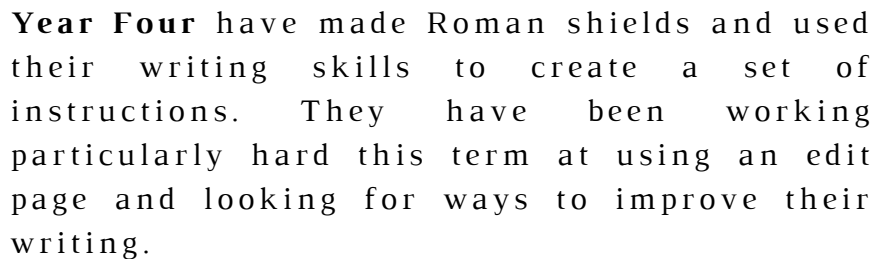 Year Four have made Roman shields and used
their writing skills to create a set of
instructions. They have been working
particularly hard this term at using an edit
page and looking for ways to improve their
writing.